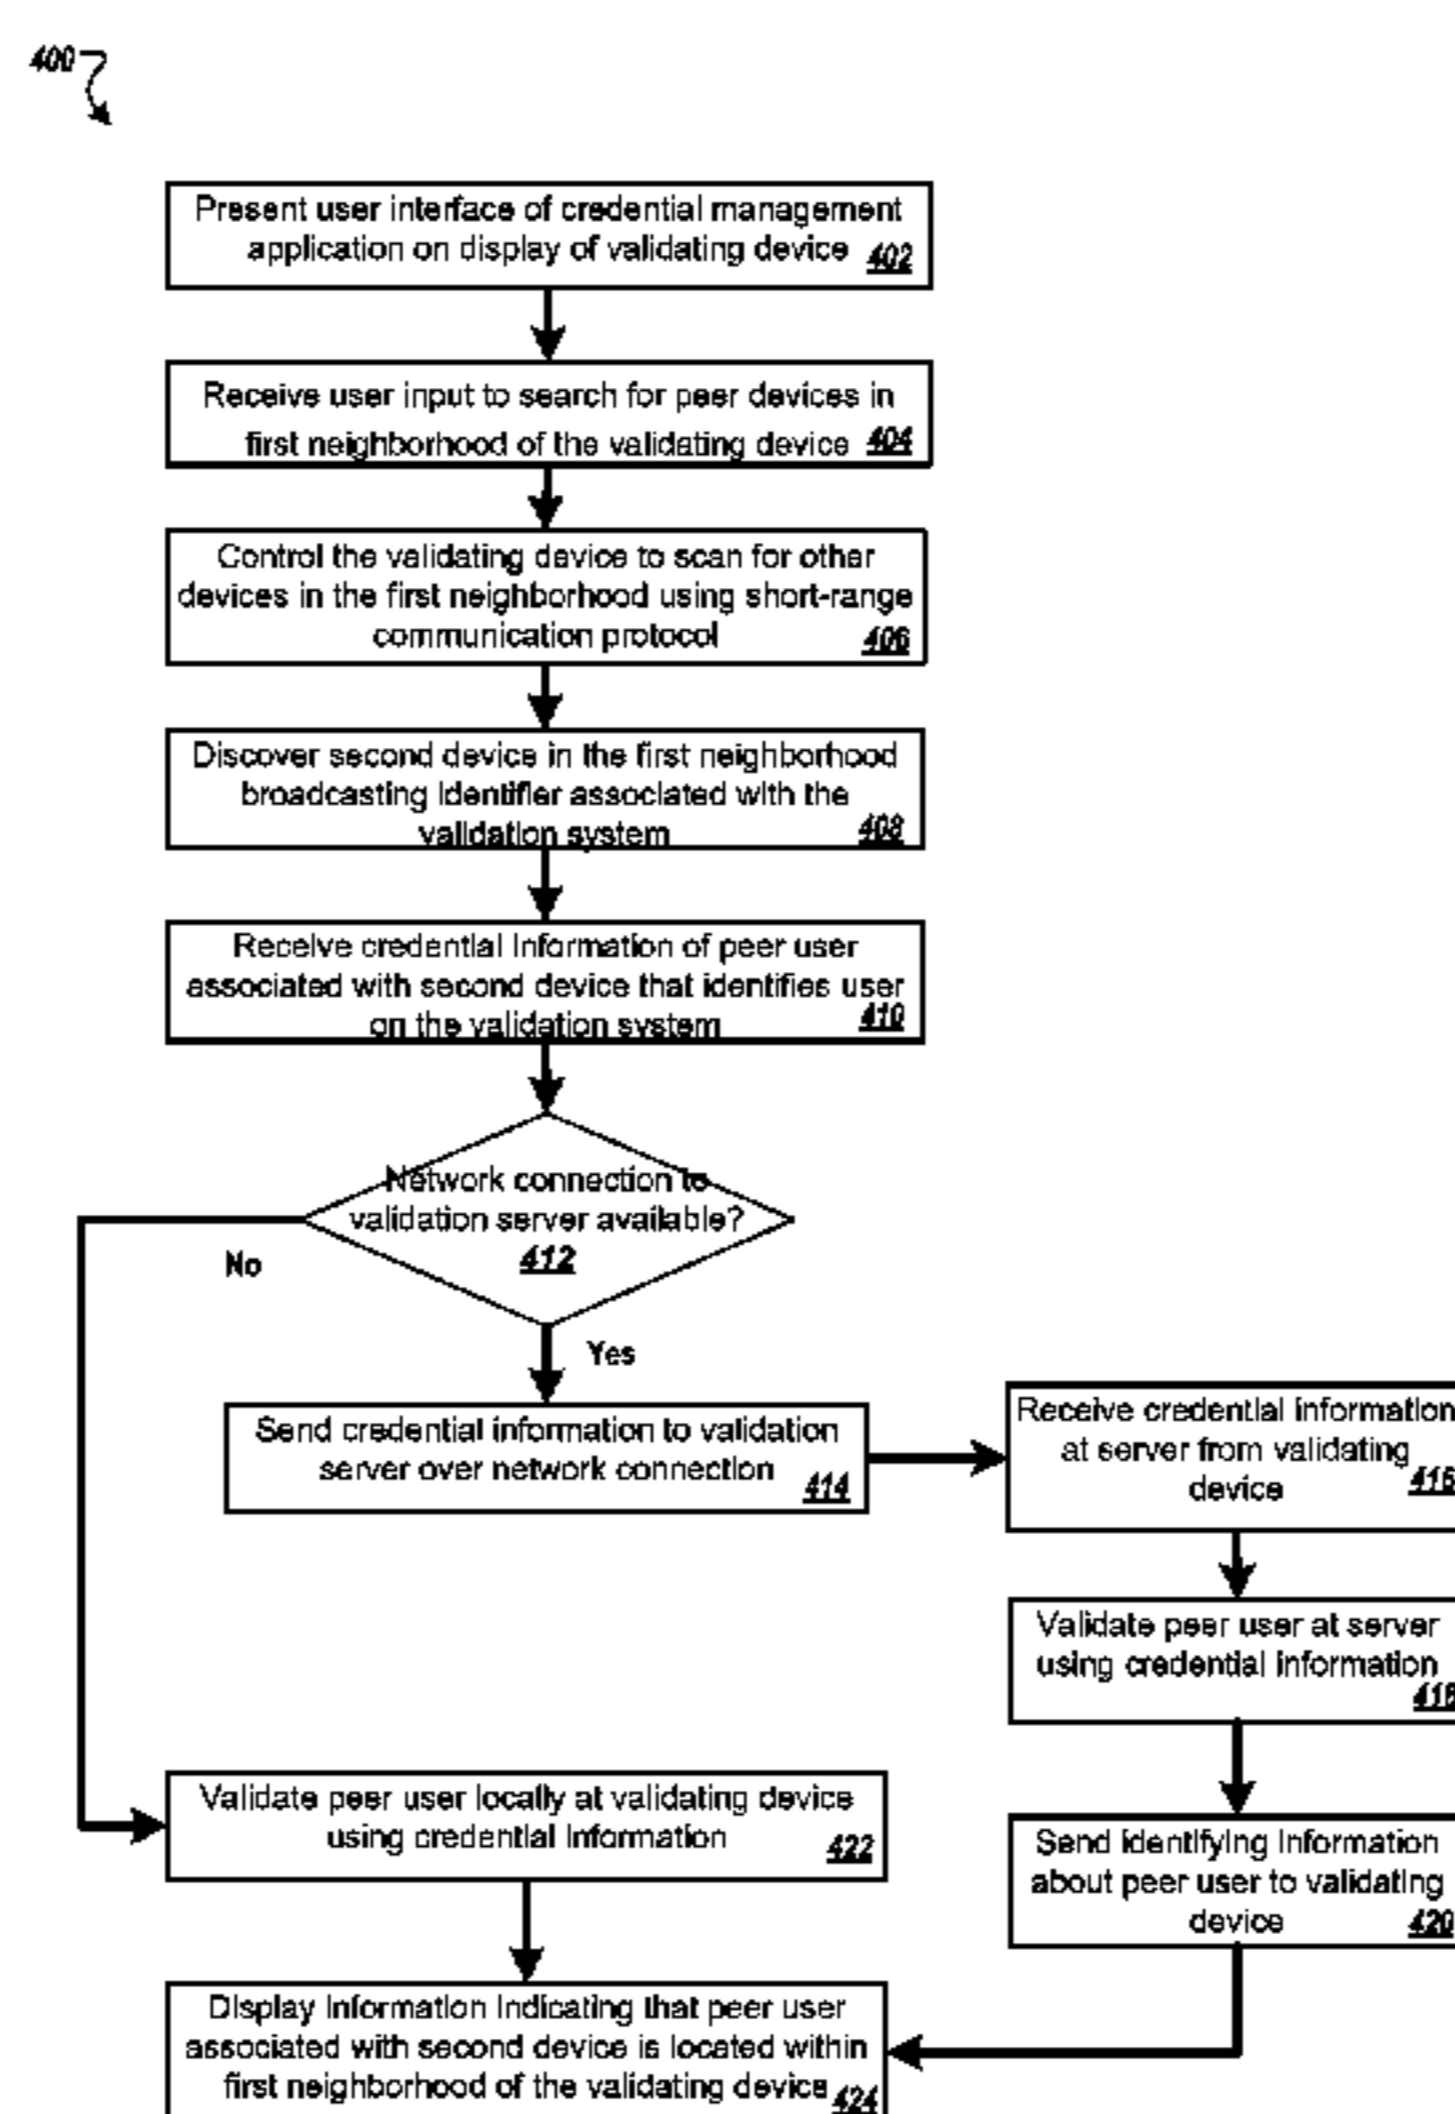 400
Present user interface of credential management
application on display of validating device 402
Receive user input to search for peer devices in
first neighborhood of the validating device 404
Control the validating device to scan for other
devices in the first neighborhood using short-range
communication protocol 406
Discover second device in the first neighborhood
broadcasting identifier associated with the
validation system 408
Receive credential information of peer user
associated with second device that identifies user
on the validation system 410
Network connection to
validation server available?
412
No
Yes
Send credential information to validation
server over network connection 414
Receive credential information
at server from validating
device 416
Validate peer user at server
using credential information
418
Send identifying information
about peer user to validating
device 420
Validate peer user locally at validating device
using credential information 422
Display information indicating that peer user
associated with second device is located within
first neighborhood of the validating device 424